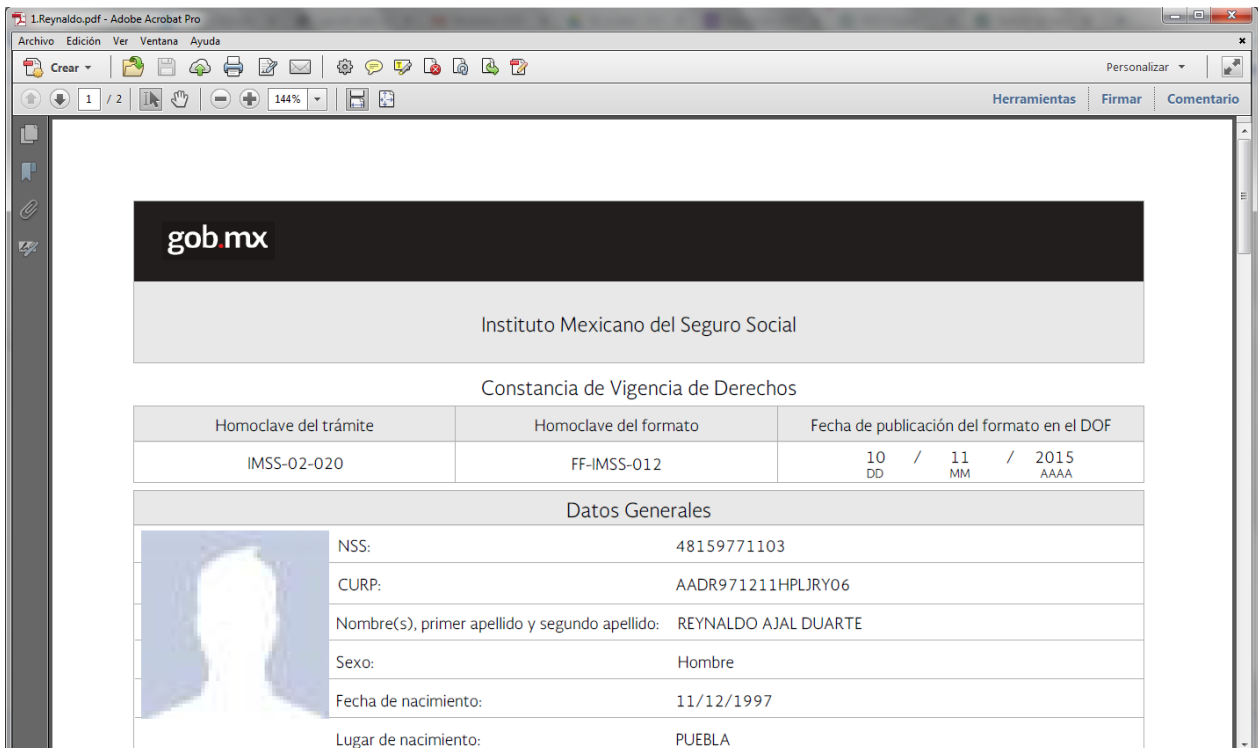 1.Reynaldo.pdf - Adobe Acrobat Pro
Archivo Edición Ver Ventana Ayuda
Crear Personalizar
1 / 2 144% Herramientas Firmar Comentario
gob.mx
Instituto Mexicano del Seguro Social
Constancia de Vigencia de Derechos
Homoclave del trámite Homoclave del formato Fecha de publicación del formato en el DOF
IMSS-02-020 FF-IMSS-012 10 / 11 / 2015
DD MM AAAA
Datos Generales
NSS: 48159771103
CURP: AADR971211HPLJRY06
Nombre(s), primer apellido y segundo apellido: REYNALDO AJAL DUARTE
Sexo: Hombre
Fecha de nacimiento: 11/12/1997
Lugar de nacimiento: PUEBLA